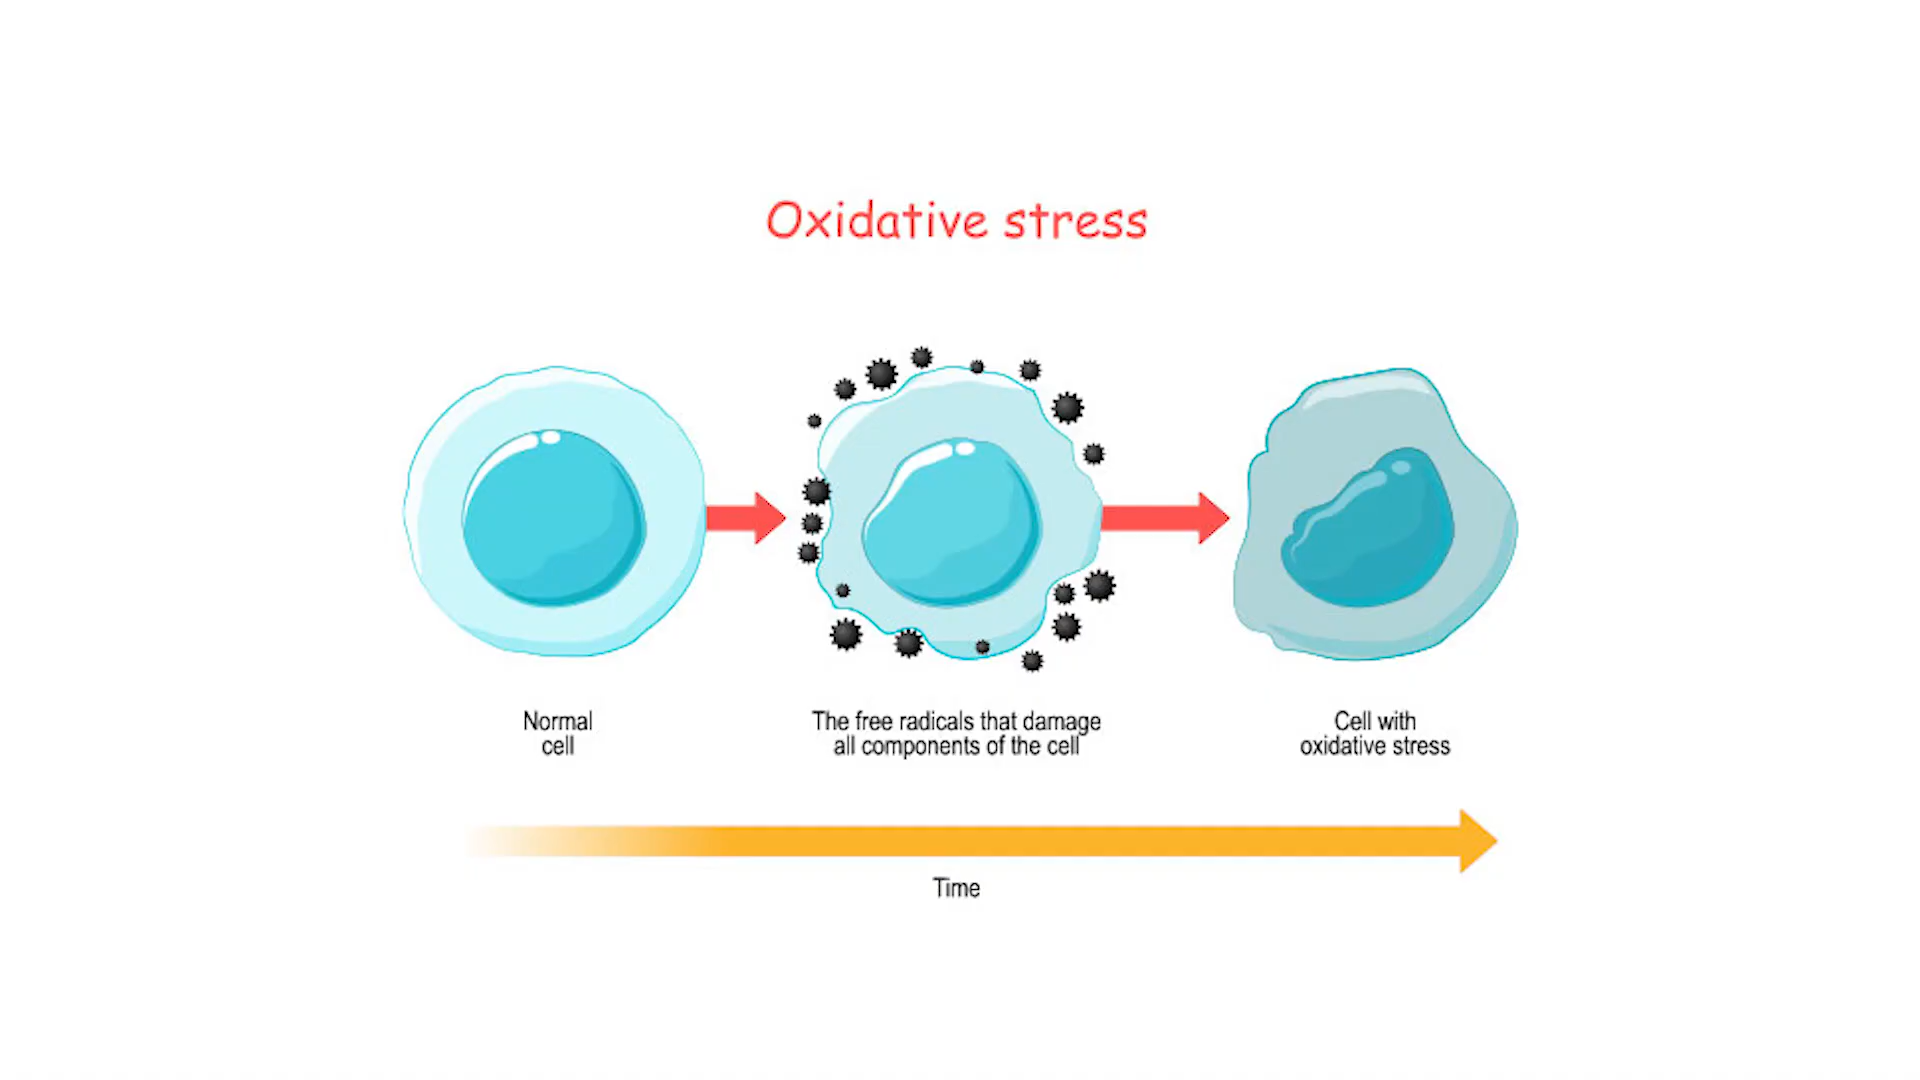 Oxidative stress
Normal
cell
The free radicals that damage
all components of the cell
Cell with
oxidative stress
Time